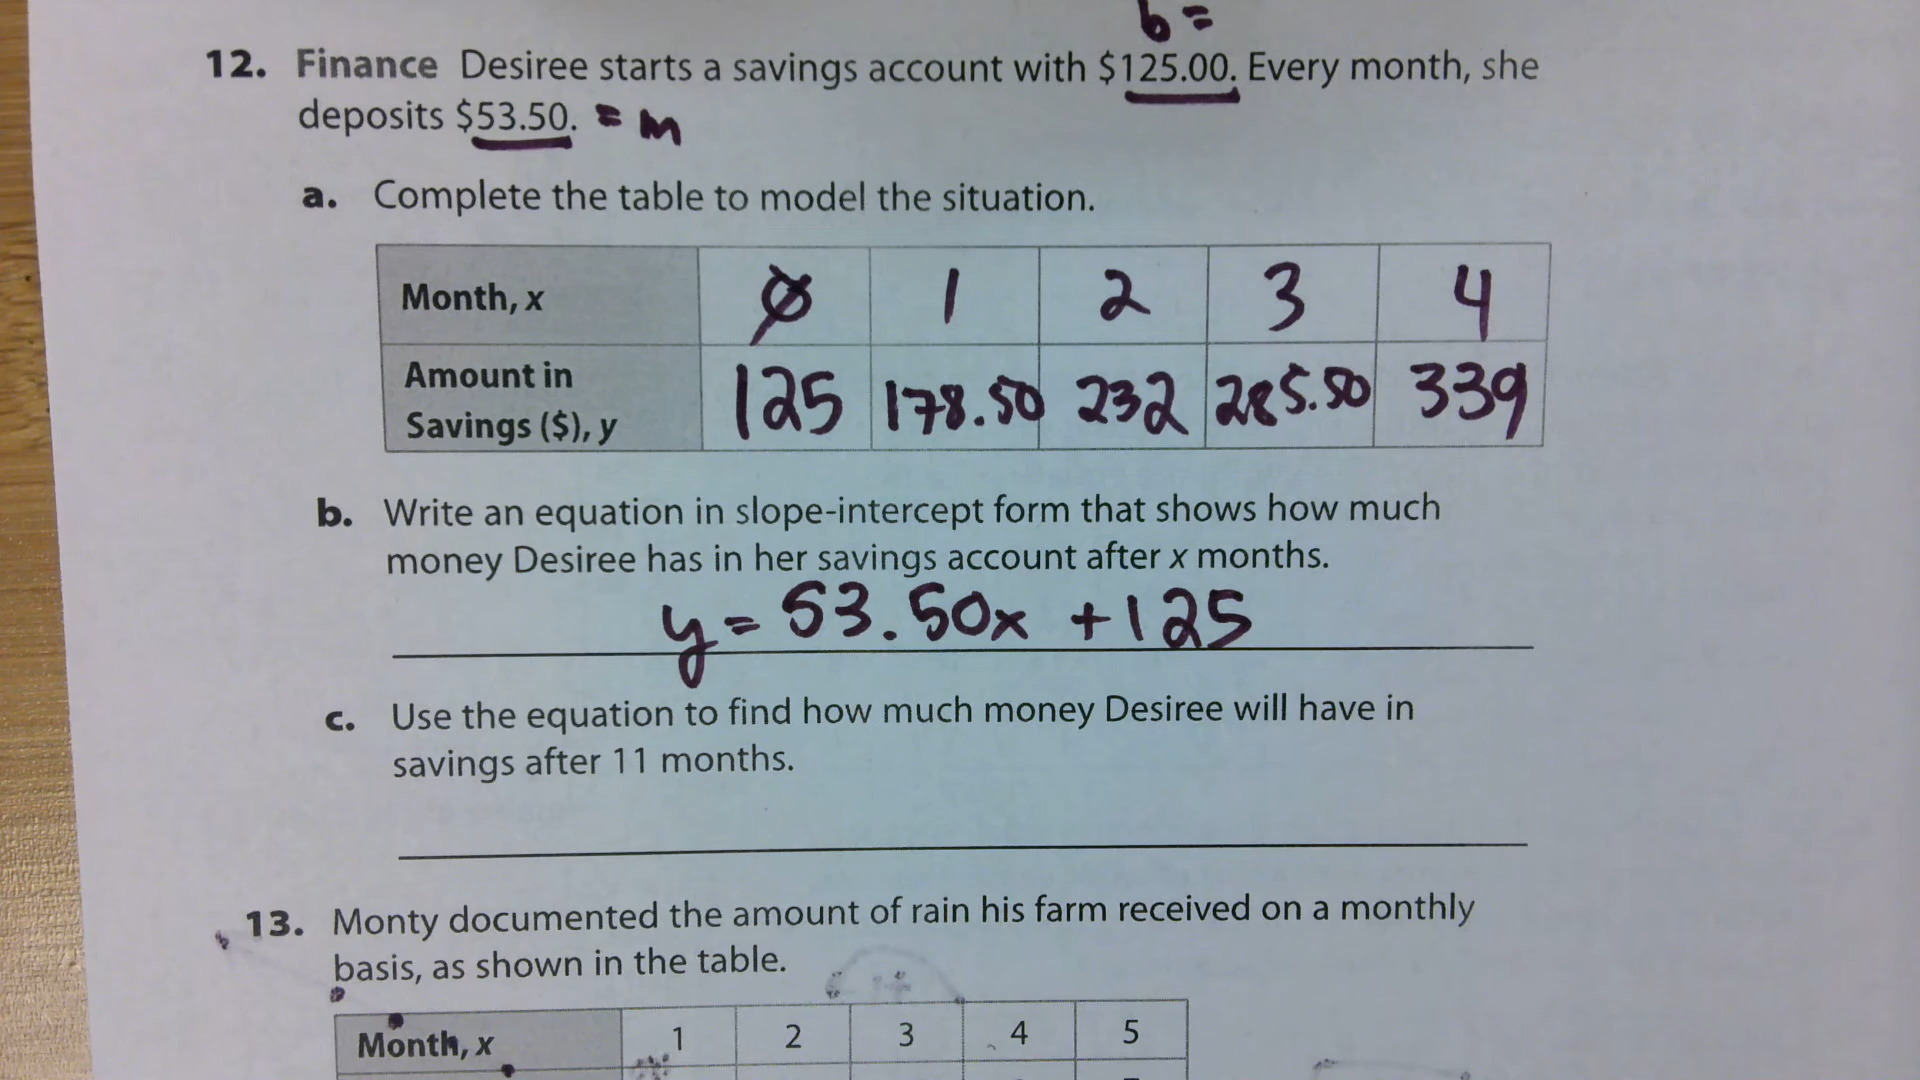 b =
12. Finance Desiree starts a savings account with $125.00. Every month, she
deposits $53.50. = m
a. Complete the table to model the situation.
Month, x 0 1 2 3 4
Amount in
Savings ($), y 125 178.50 232 285.50 339
b. Write an equation in slope-intercept form that shows how much
money Desiree has in her savings account after x months.
y = 53.50x + 125
c. Use the equation to find how much money Desiree will have in
savings after 11 months.
13. Monty documented the amount of rain his farm received on a monthly
basis, as shown in the table.
Month, x 1 2 3 4 5